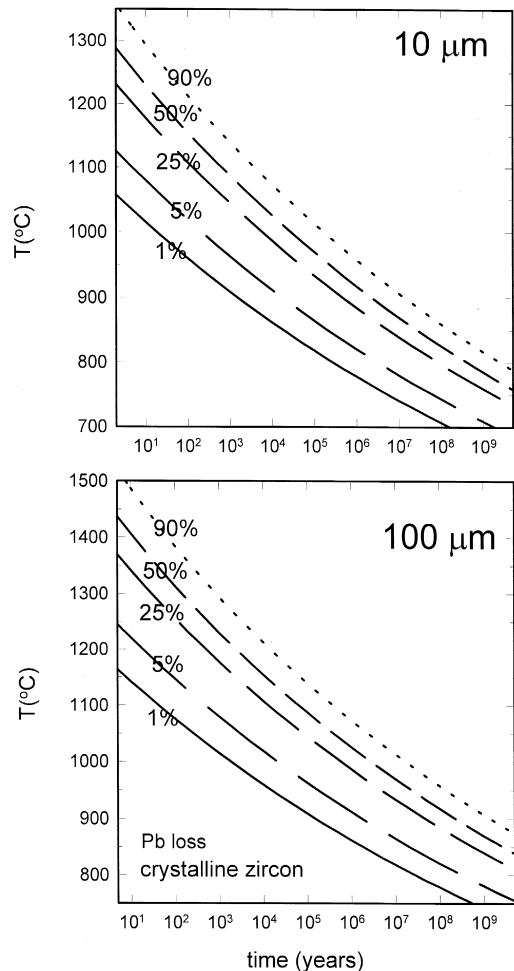 10 μm
1300
1200
1100
1000
900
800
700
T(°C)
90%
50%
25%
5%
1%
10¹ 10² 10³ 10⁴ 10⁵ 10⁶ 10⁷ 10⁸ 10⁹
100 μm
1500
1400
1300
1200
1100
1000
900
800
T(°C)
90%
50%
25%
5%
1%
Pb loss
crystalline zircon
10¹ 10² 10³ 10⁴ 10⁵ 10⁶ 10⁷ 10⁸ 10⁹
time (years)